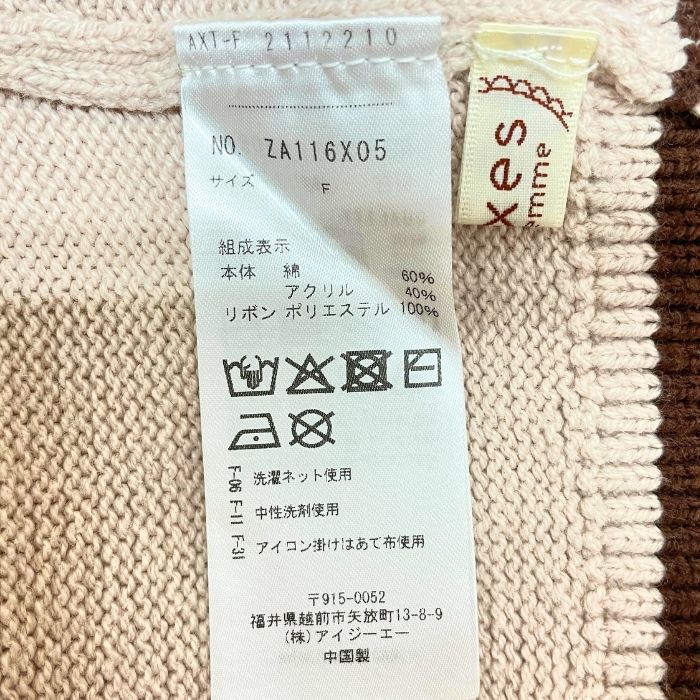 AXT-F 2112210
NO. ZA116X05
サイズ F
組成表示
本体 綿 60%
アクリル 40%
リボン ポリエステル 100%
F-06 洗濯ネット使用
F-11 中性洗剤使用
F-31 アイロン掛けはあて布使用
〒915-0052
福井県越前市矢放町13-8-9
(株)アイジーエー
中国製
xes
emme